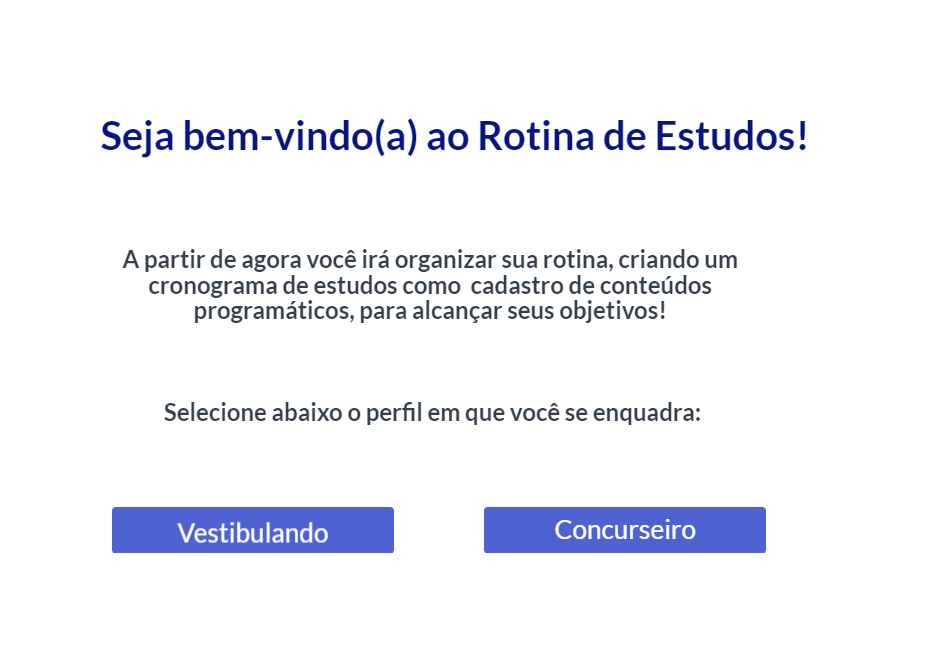 Seja bem-vindo(a) ao Rotina de Estudos!
A partir de agora você irá organizar sua rotina, criando um
cronograma de estudos como  cadastro de conteúdos
programáticos, para alcançar seus objetivos!
Selecione abaixo o perfil em que você se enquadra:
Vestibulando
Concurseiro